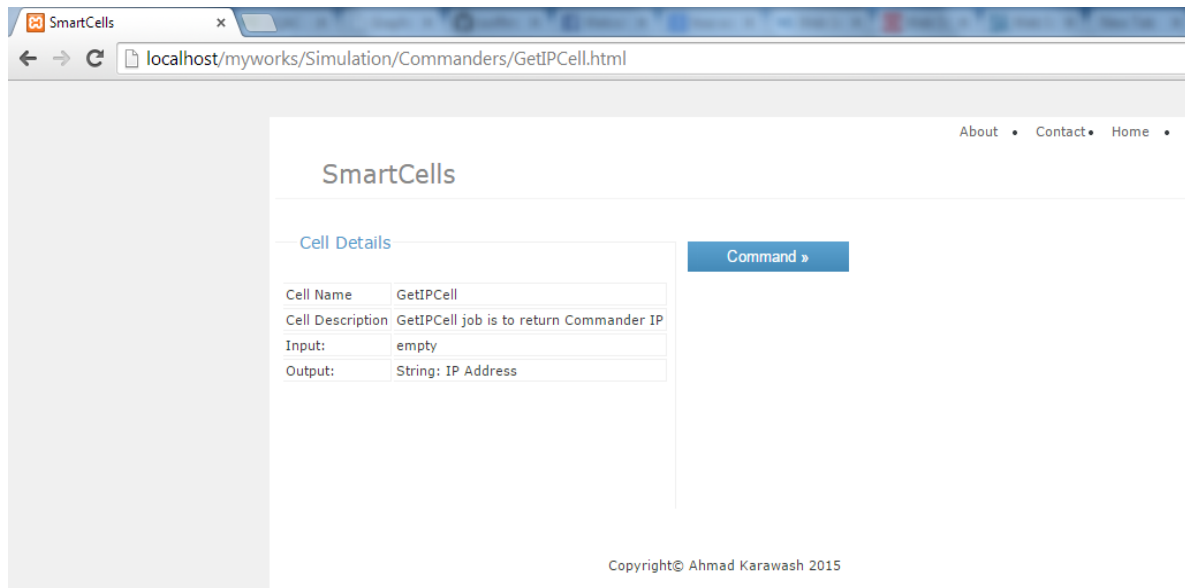 SmartCells
localhost/myworks/Simulation/Commanders/GetIPCell.html
About • Contact • Home •
SmartCells
Cell Details
Command »
Cell Name GetIPCell
Cell Description GetIPCell job is to return Commander IP
Input: empty
Output: String: IP Address
Copyright© Ahmad Karawash 2015